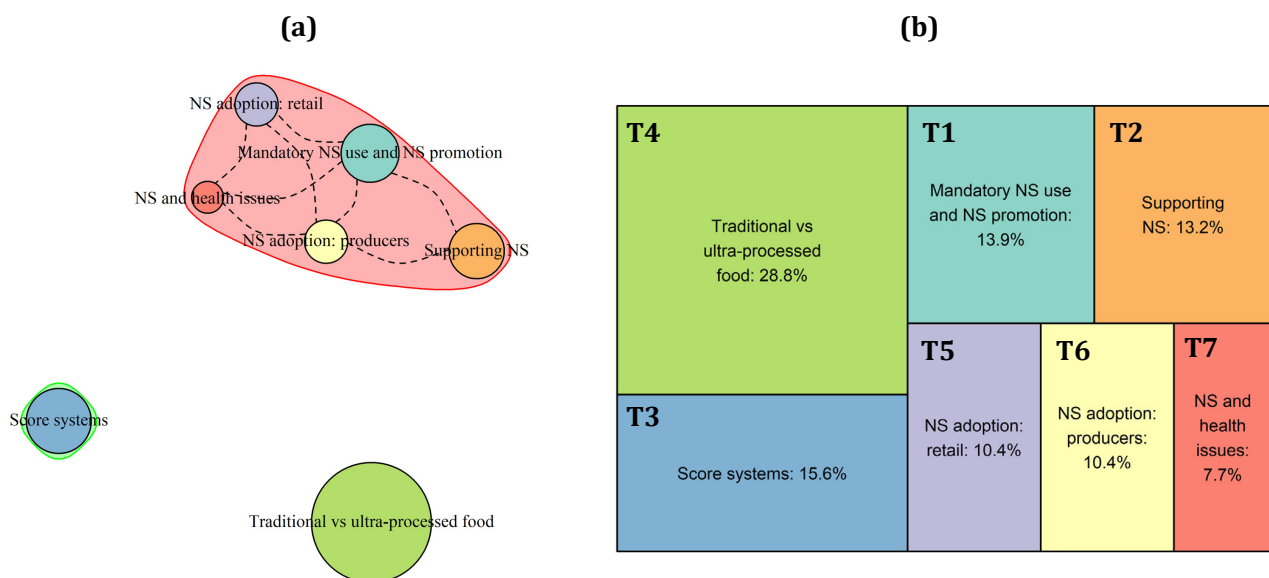 (a)
NS adoption: retail
Mandatory NS use and NS promotion
NS and health issues
NS adoption: producers
Supporting NS
Score systems
Traditional vs ultra-processed food
(b)
T4
Traditional vs
ultra-processed
food: 28.8%
T1
Mandatory NS use
and NS promotion:
13.9%
T2
Supporting
NS: 13.2%
T3
Score systems: 15.6%
T5
NS adoption:
retail: 10.4%
T6
NS adoption:
producers:
10.4%
T7
NS and
health
issues:
7.7%